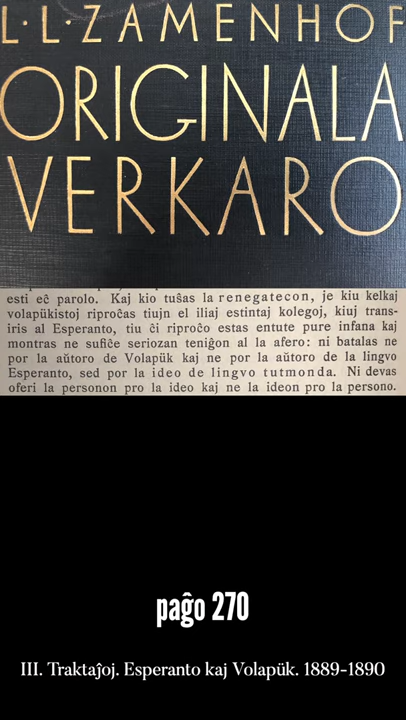 L·L·ZAMENHOF
ORIGINALA
VERKARO
esti eĉ parolo. Kaj kio tuŝas la renegatecon, je kiu kelkaj
volapükistoj riproĉas tiujn el iliaj estintaj kolegoj, kiuj trans-
iris al Esperanto, tiu ĉi riproĉo estas entute pure infana kaj
montras ne sufiĉe seriozan teniĝon al la afero: ni batalas ne
por la aŭtoro de Volapük kaj ne por la aŭtoro de la lingvo
Esperanto, sed por la ideo de lingvo tutmonda. Ni devas
oferi la personon pro la ideo kaj ne la ideon pro la persono.
paĝo 270
III. Traktaĵoj. Esperanto kaj Volapük. 1889-1890